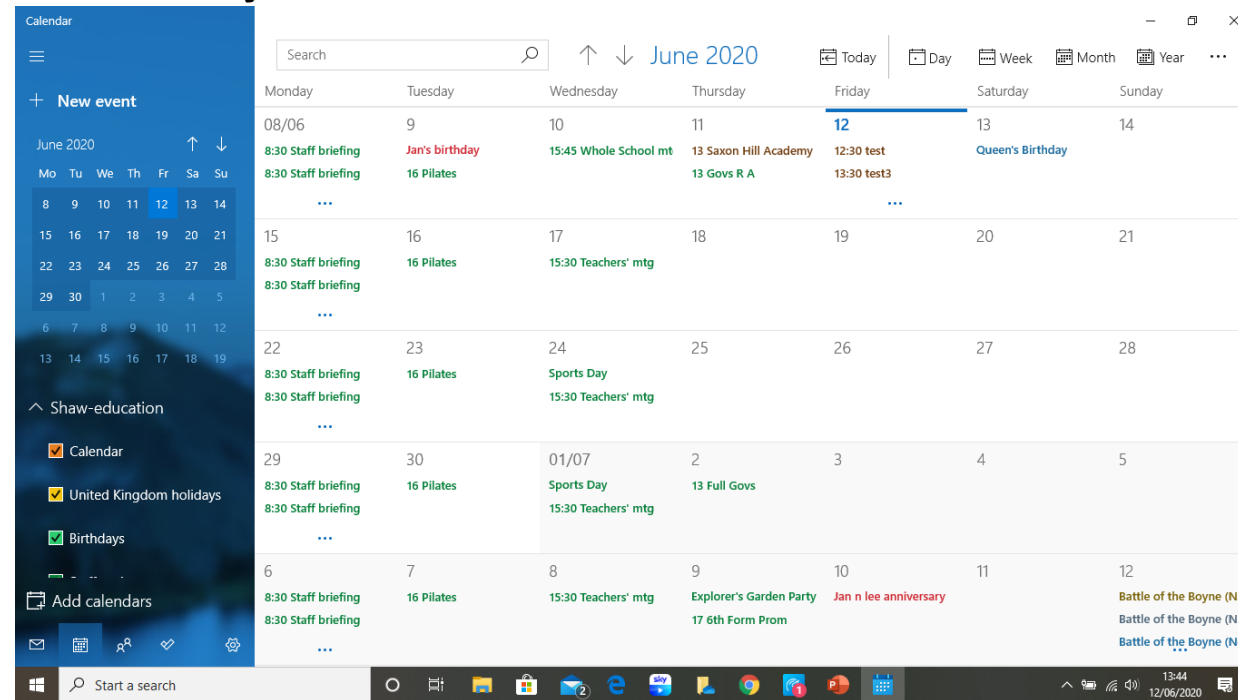 Calendar
Search
June 2020
Today
Day
Week
Month
Year
New event
June 2020
Mo Tu We Th Fr Sa Su
8 9 10 11 12 13 14
15 16 17 18 19 20 21
22 23 24 25 26 27 28
29 30 1 2 3 4 5
6 7 8 9 10 11 12
13 14 15 16 17 18 19
Shaw-education
Calendar
United Kingdom holidays
Birthdays
Add calendars
Monday Tuesday Wednesday Thursday Friday Saturday Sunday
08/06 9 10 11 12 13 14
8:30 Staff briefing Jan's birthday 15:45 Whole School mt 13 Saxon Hill Academy 12:30 test Queen's Birthday
8:30 Staff briefing 16 Pilates 13 Govs R A 13:30 test3
...
...
15 16 17 18 19 20 21
8:30 Staff briefing 16 Pilates 15:30 Teachers' mtg
8:30 Staff briefing
...
22 23 24 25 26 27 28
8:30 Staff briefing 16 Pilates Sports Day
8:30 Staff briefing 15:30 Teachers' mtg
...
29 30 01/07 2 3 4 5
8:30 Staff briefing 16 Pilates Sports Day 13 Full Govs
8:30 Staff briefing 15:30 Teachers' mtg
...
6 7 8 9 10 11 12
8:30 Staff briefing 16 Pilates 15:30 Teachers' mtg Explorer's Garden Party Jan n lee anniversary Battle of the Boyne (N
8:30 Staff briefing 17 6th Form Prom Battle of the Boyne (N
... Battle of the Boyne (N
Start a search
2
sky
1
13:44
12/06/2020